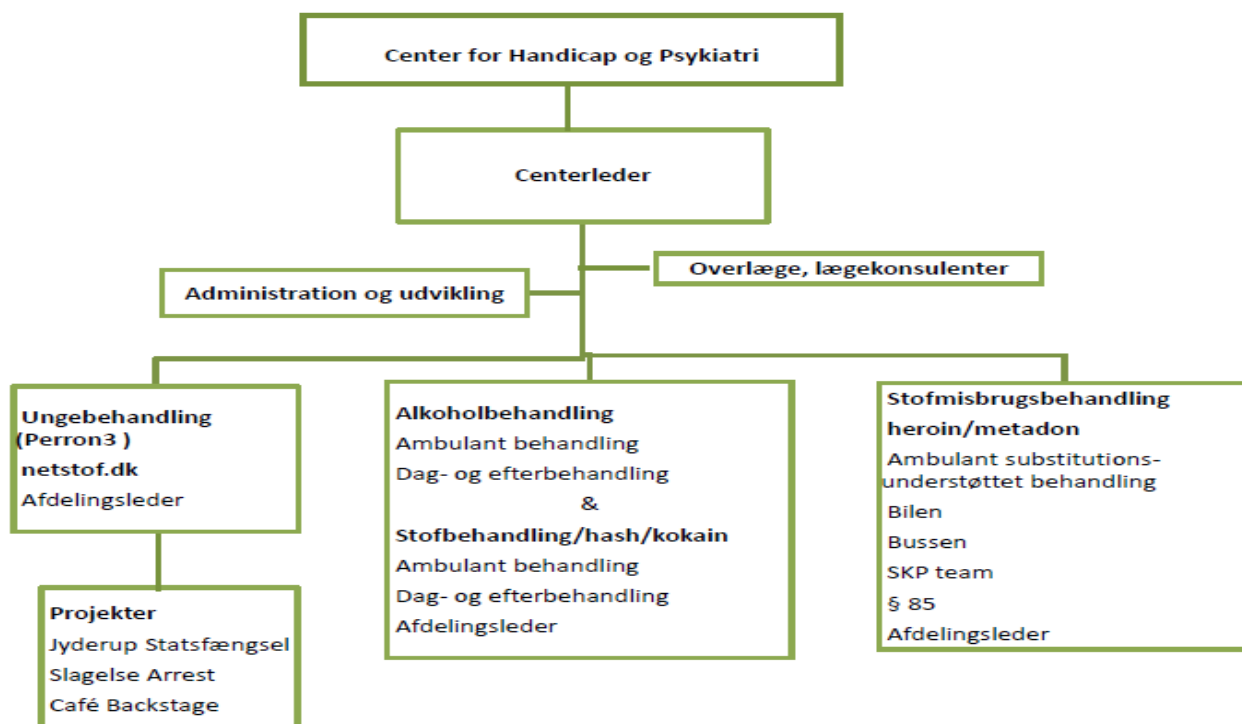 Center for Handicap og Psykiatri
Centerleder
Overlæge, lægekonsulenter
Administration og udvikling
Ungebehandling
(Perron3 )
netstof.dk
Afdelingsleder
Projekter
Jyderup Statsfængsel
Slagelse Arrest
Café Backstage
Alkoholbehandling
Ambulant behandling
Dag- og efterbehandling
&
Stofbehandling/hash/kokain
Ambulant behandling
Dag- og efterbehandling
Afdelingsleder
Stofmisbrugsbehandling
heroin/metadon
Ambulant substitutions-
understøttet behandling
Bilen
Bussen
SKP team
§ 85
Afdelingsleder